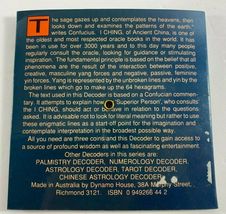 The sage gazes up and contemplates the heavens, then
looks down and examines the patterns of the earth."
writes Confucius. I CHING, of Ancient China, is one of
the oldest and most respected oracle books in the world. It has
been in use for over 3000 years and to this day many people
regularly consult the oracle, looking for guidance or stimulating
inspiration. The fundamental principle is based on the belief that all
phenomena are the result of the interaction between positive,
creative, masculine yang forces and negative, passive, feminine
yin forces. Yang is represented by the unbroken lines and yin by the
broken lines which go to make up the 64 hexagrams.
The text used in this Decoder is based on a Confucian commen-
tary. It attempts to explain how a 'Superior Person', who consults
the I CHING, should act or believe in relation to the questions
asked. It is advisable not to look for literal meaning but rather to use
these enigmatic lines as a start off point for imaginative and
contemplate interpretation in the broadest possible way.
All you need are three coins and this Decoder to gain access to
a source of profound wisdom as well as fascinating entertainment.
Other Decoders in this series are:
PALMISTRY DECODER, NUMEROLOGY DECODER,
ASTROLOGY DECODER, TAROT DECODER,
CHINESE ASTROLOGY DECODER
Made in Australia by Dynamo House, 38A Murphy Street,
Richmond 3121. ISBN 0 949266 44 2